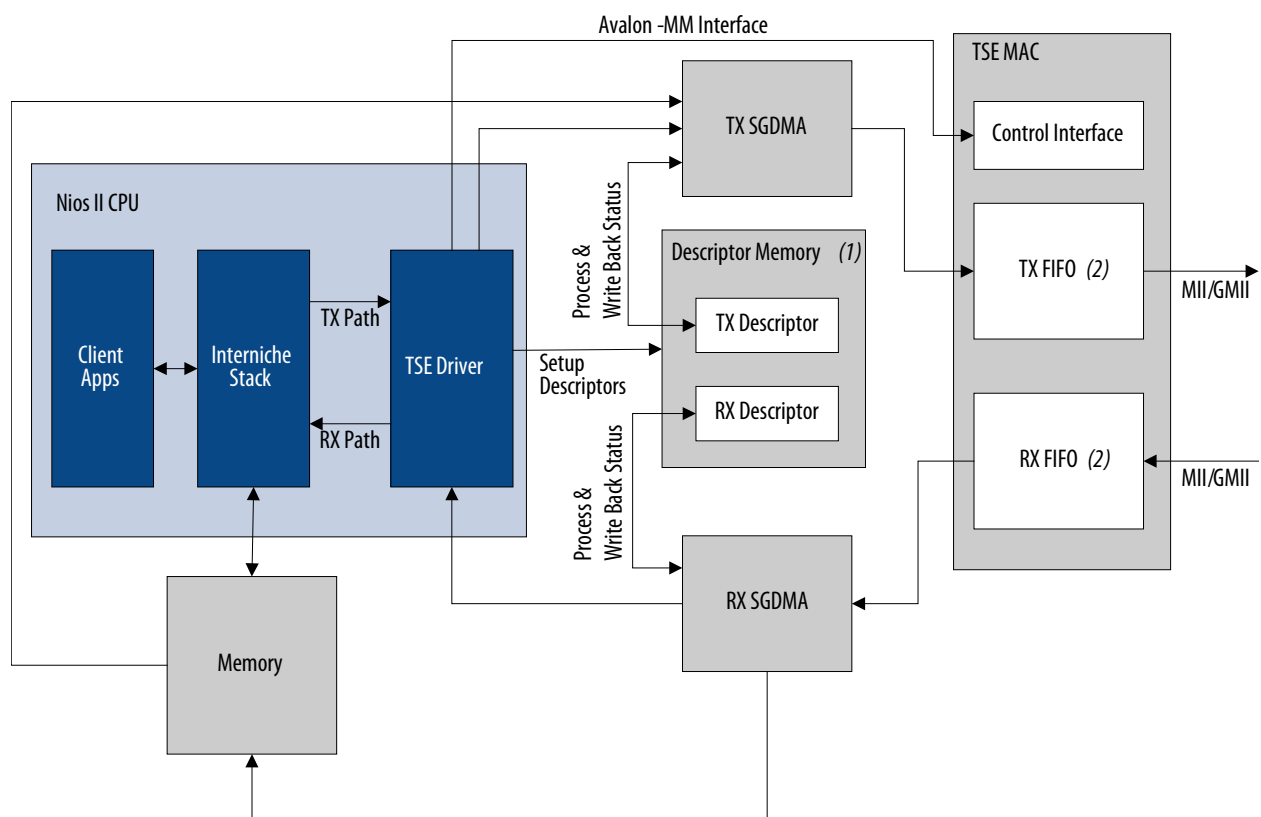 Avalon -MM Interface
TSE MAC
TX SGDMA
Control Interface
Nios II CPU
Process &
Write Back Status
Descriptor Memory (1)
TX FIFO (2)
MII/GMII
TX Descriptor
TX Path
Client
Apps
Interniche
Stack
TSE Driver
Setup
Descriptors
RX Descriptor
RX Path
RX FIFO (2)
MII/GMII
Process &
Write Back Status
RX SGDMA
Memory